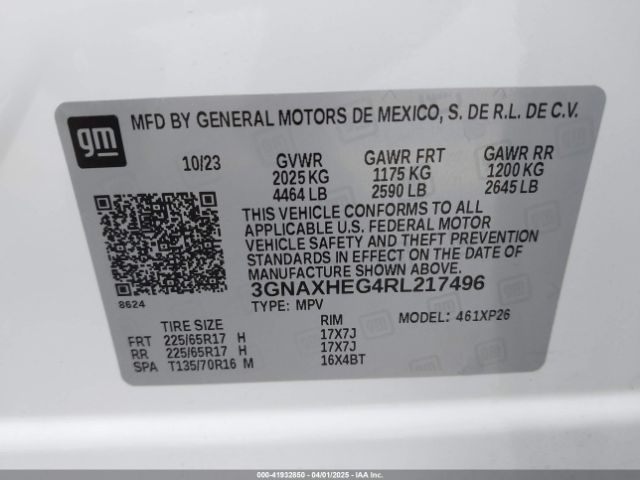 gm
MFD BY GENERAL MOTORS DE MEXICO, S. DE R.L. DE C.V.
10/23 GVWR GAWR FRT GAWR RR
2025 KG 1175 KG 1200 KG
4464 LB 2590 LB 2645 LB
THIS VEHICLE CONFORMS TO ALL
APPLICABLE U.S. FEDERAL MOTOR
VEHICLE SAFETY AND THEFT PREVENTION
STANDARDS IN EFFECT ON THE DATE OF
MANUFACTURE SHOWN ABOVE.
8624
3GNAXHEG4RL217496
TYPE: MPV
MODEL: 461XP26
TIRE SIZE RIM
FRT 225/65R17 H 17X7J
RR 225/65R17 H 17X7J
SPA T135/70R16 M 16X4BT
000-41932850 - 04/01/2025 - IAA Inc.